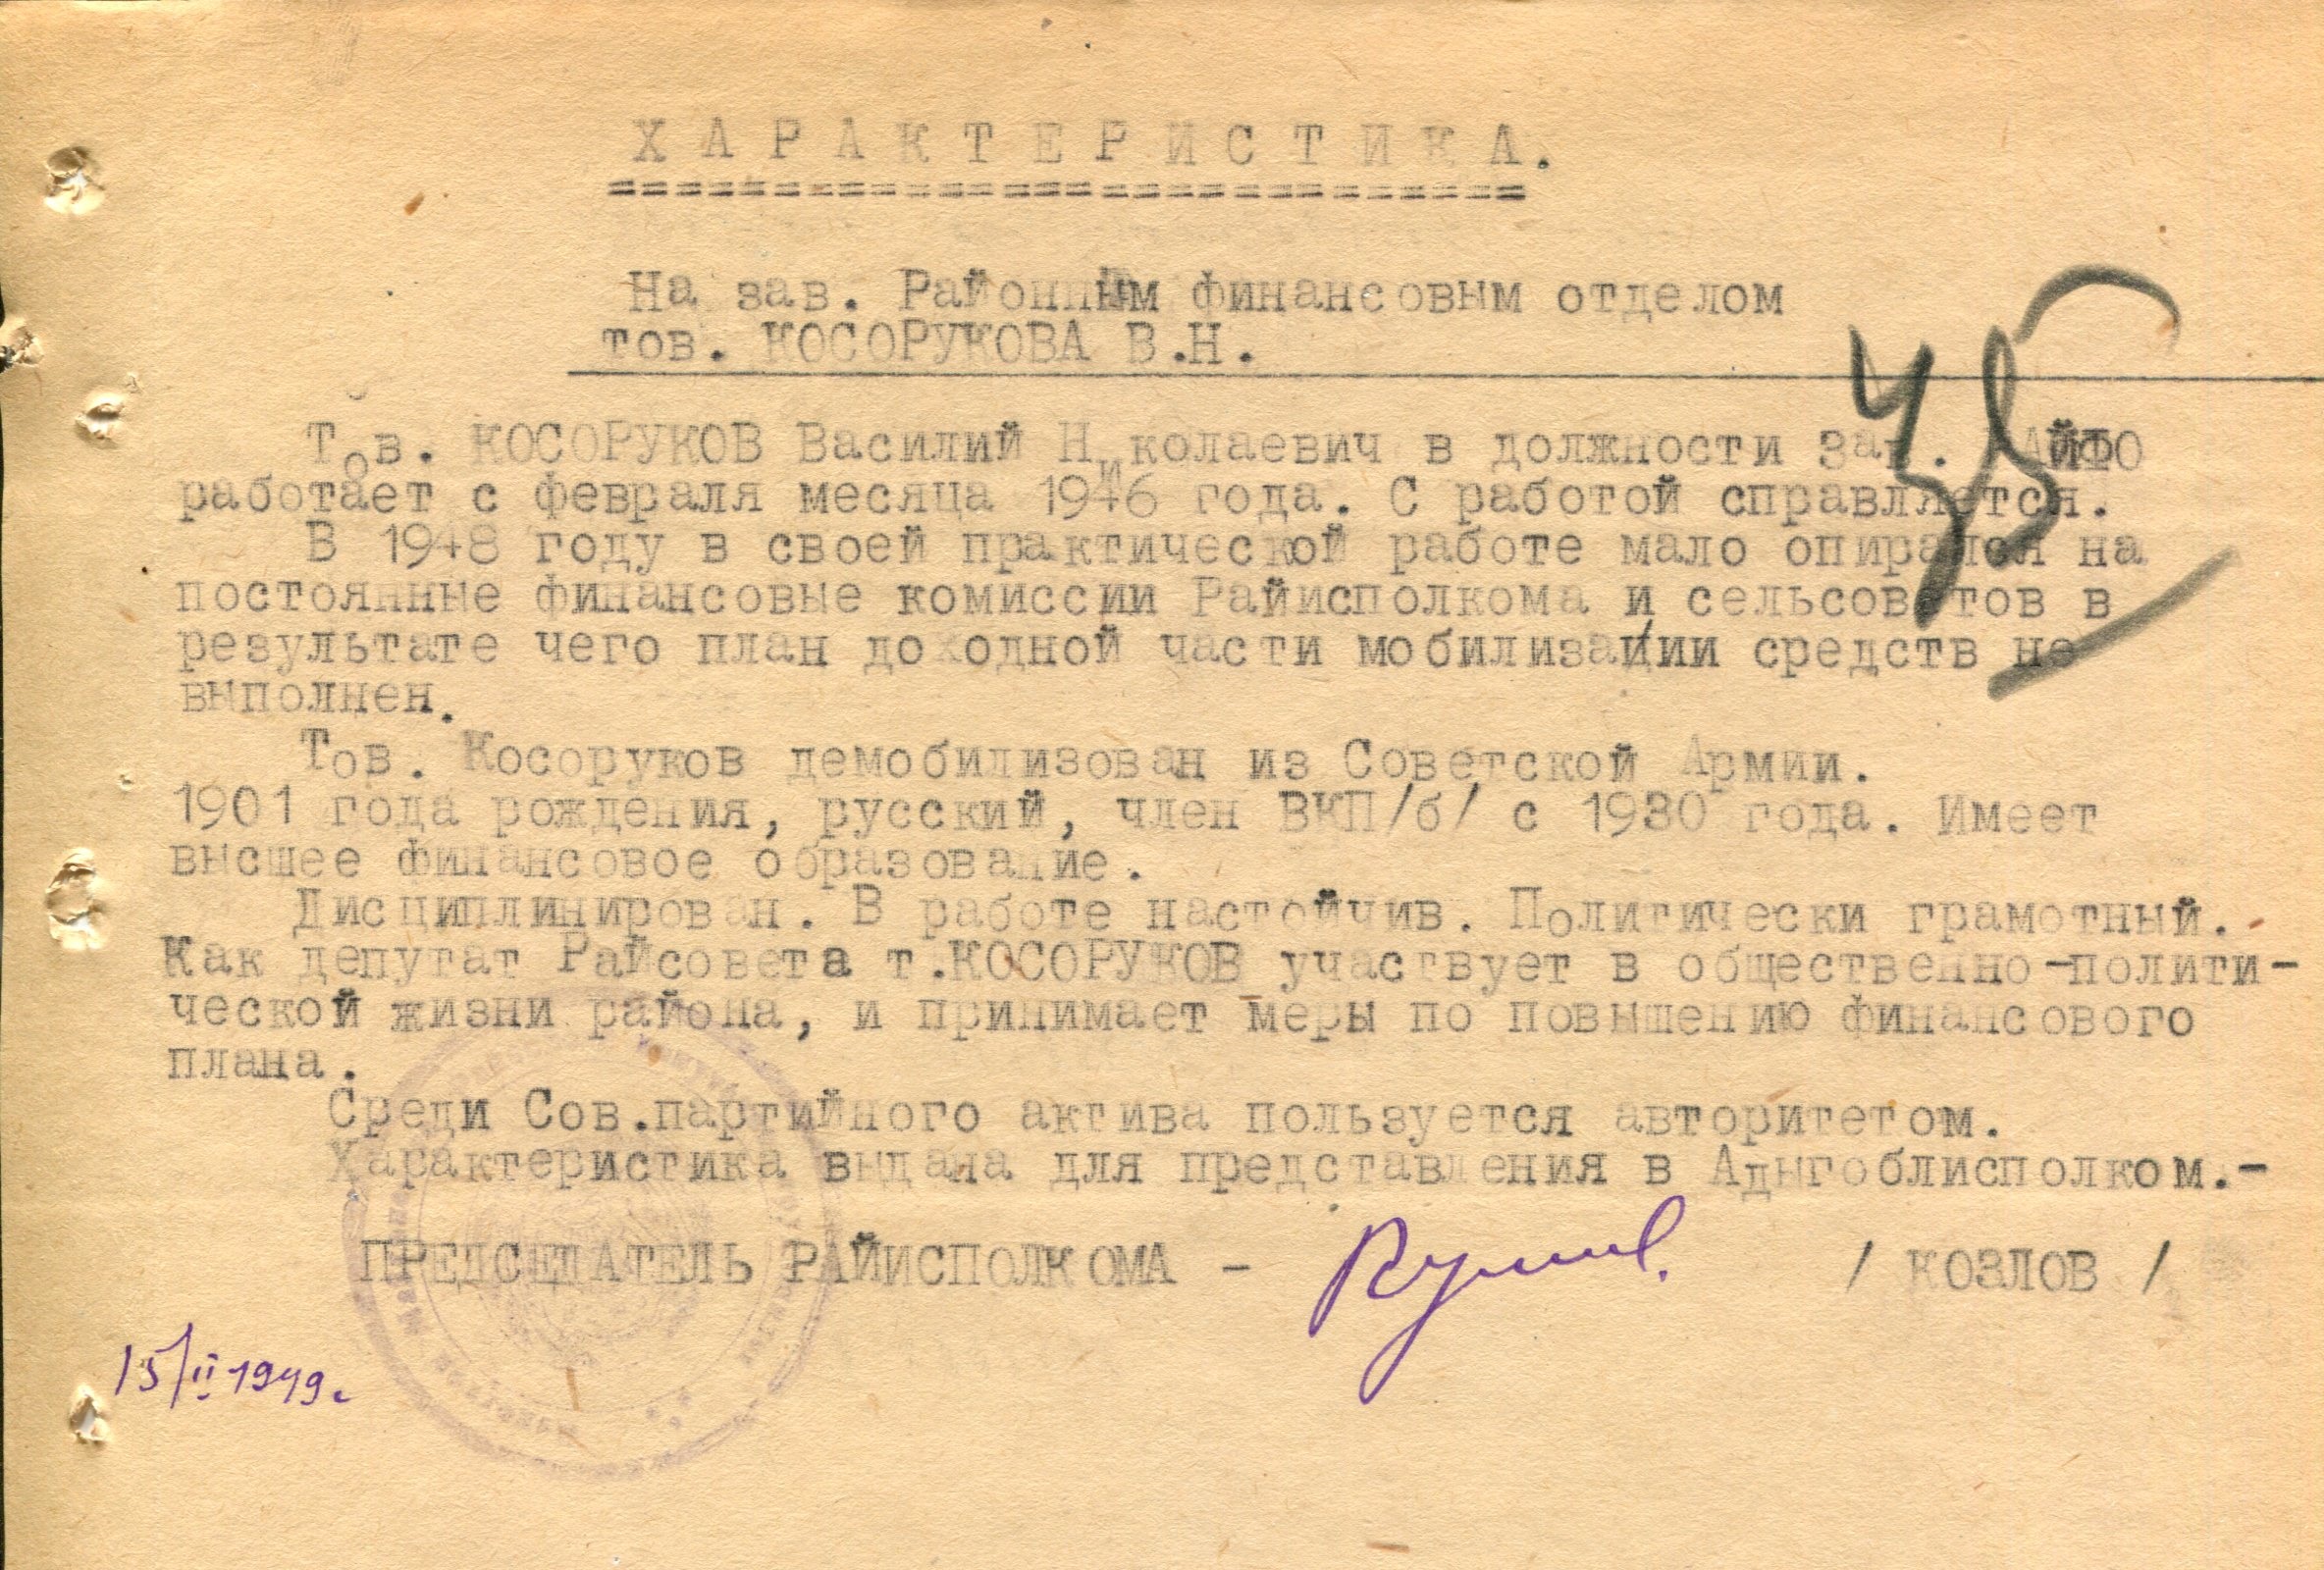 ХАРАКТЕРИСТИКА.
На зав. Районным финансовым отделом
тов. КОСОРУКОВА В.Н.
Тов. КОСОРУКОВ Василий Николаевич в должности зав. РАЙФО
работает с февраля месяца 1946 года. С работой справляется.
В 1948 году в своей практической работе мало опирался на
постоянные финансовые комиссии Райисполкома и сельсоветов в
результате чего план доходной части мобилизации средств не
выполнен.
Тов. Косоруков демобилизован из Советской Армии.
1901 года рождения, русский, член ВКП/б/ с 1930 года. Имеет
высшее финансовое образование.
Дисциплинирован. В работе настойчив. Политически грамотный.
Как депутат Райсовета т.КОСОРУКОВ участвует в общественно-полити-
ческой жизни района, и принимает меры по повышению финансового
плана.
Среди Сов.партийного актива пользуется авторитетом.
Характеристика выдана для представления в Адыгоблисполком.-
ПРЕДСЕДАТЕЛЬ РАЙИСПОЛКОМА - / КОЗЛОВ /
15/II 1949г.